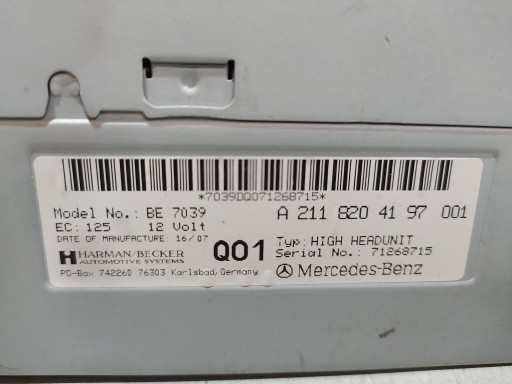 *7039DQ071268715*
Model No.: BE 7039
A 211 820 41 97 001
EC: 125 12 Volt
DATE OF MANUFACTURE: 16/07
Q01
Typ: HIGH HEADUNIT
Serial No.: 71268715
HARMAN/BECKER
AUTOMOTIVE SYSTEMS
Mercedes-Benz
PO-Box 742260 76303 Karlsbad, Germany